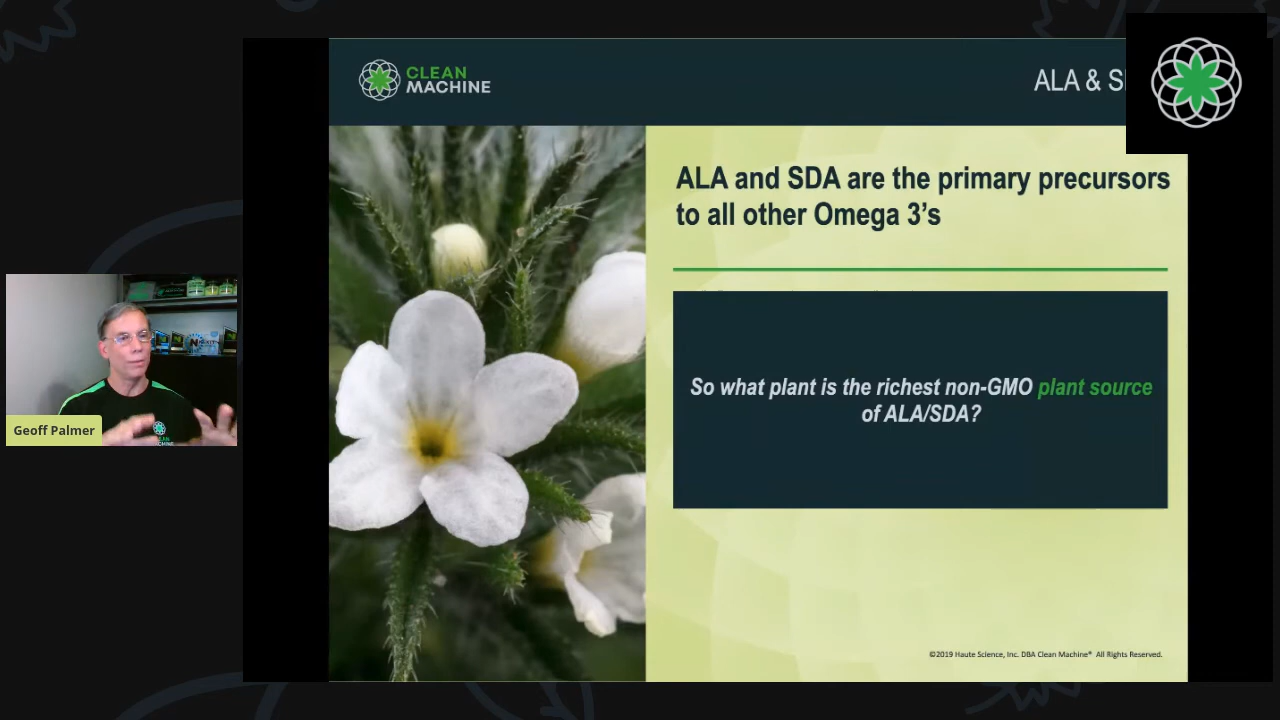 CLEAN
MACHINE
ALA & S
ALA and SDA are the primary precursors
to all other Omega 3’s
So what plant is the richest non-GMO plant source
of ALA/SDA?
Geoff Palmer
©2019 Haute Science, Inc. DBA Clean Machine® All Rights Reserved.